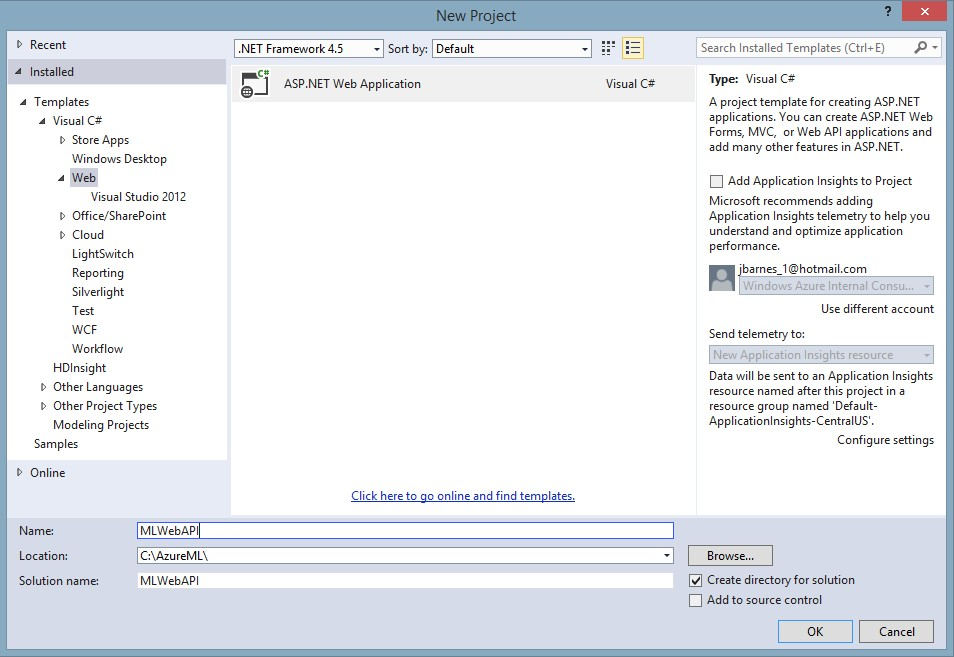 New Project
?
Recent
Installed
Templates
Visual C#
Store Apps
Windows Desktop
Web
Visual Studio 2012
Office/SharePoint
Cloud
LightSwitch
Reporting
Silverlight
Test
WCF
Workflow
HDInsight
Other Languages
Other Project Types
Modeling Projects
Samples
Online
.NET Framework 4.5 Sort by: Default
C# ASP.NET Web Application Visual C#
Click here to go online and find templates.
Search Installed Templates (Ctrl+E)
Type: Visual C#
A project template for creating ASP.NET
applications. You can create ASP.NET Web
Forms, MVC, or Web API applications and
add many other features in ASP.NET.
Add Application Insights to Project
Microsoft recommends adding
Application Insights telemetry to help you
understand and optimize application
performance.
jbarnes_1@hotmail.com
Windows Azure Internal Consu...
Use different account
Send telemetry to:
New Application Insights resource
Data will be sent to an Application Insights
resource named after this project in a
resource group named 'Default-
ApplicationInsights-CentralUS'.
Configure settings
Name: MLWebAPI
Location: C:\AzureML\ Browse...
Solution name: MLWebAPI
Create directory for solution
Add to source control
OK Cancel